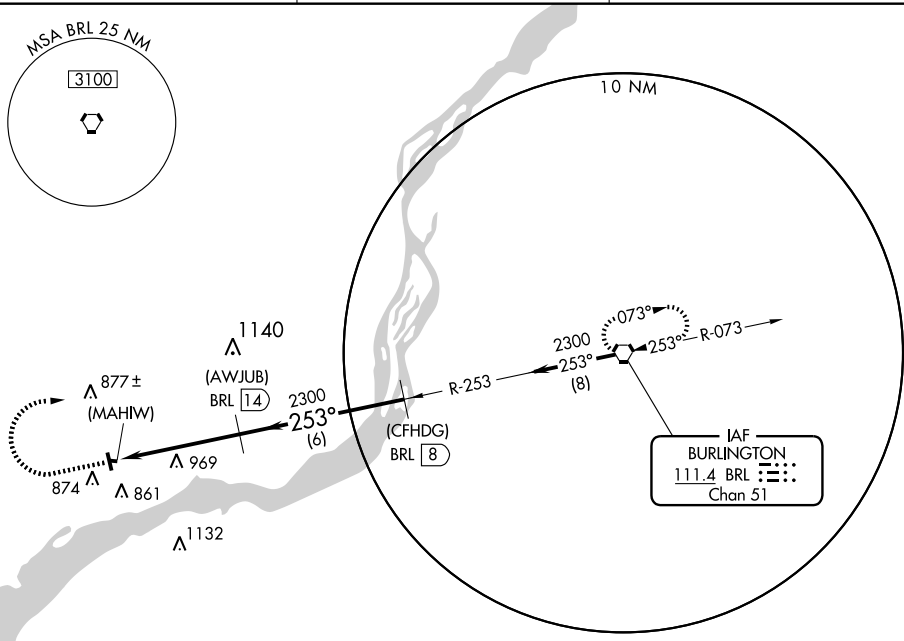 MSA BRL 25 NM
3100
10 NM
1140
877±
(MAHIW)
(AWJUB)
BRL 14
2300
253°
(6)
874
861
969
1132
(CFHDG)
BRL 8
R-253
2300
253°
(8)
073°
253°
R-073
IAF
BURLINGTON
111.4 BRL
Chan 51